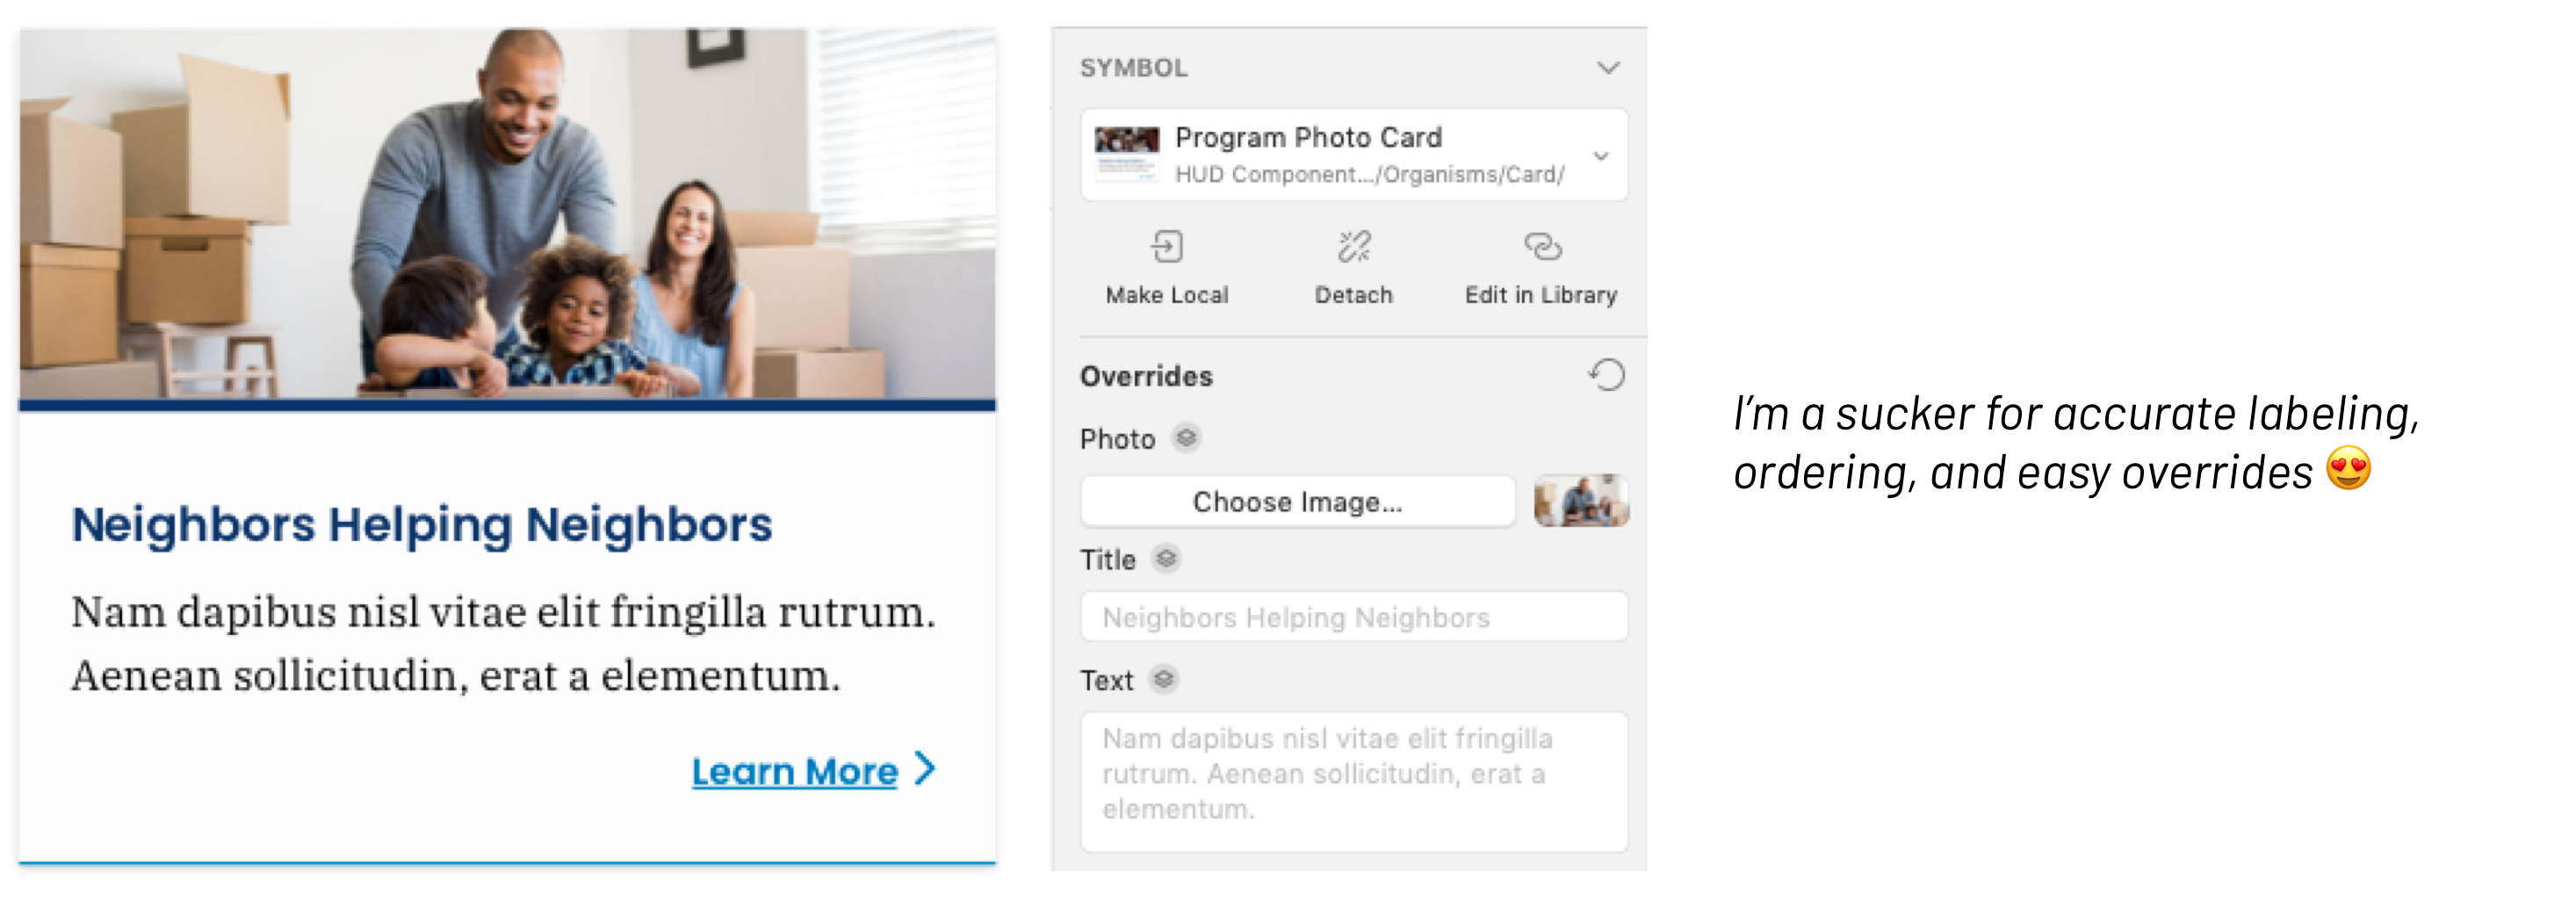 Neighbors Helping Neighbors
Nam dapibus nisl vitae elit fringilla rutrum.
Aenean sollicitudin, erat a elementum.
Learn More
SYMBOL
Program Photo Card
HUD Component.../Organisms/Card/
Make Local
Detach
Edit in Library
Overrides
Photo
Choose Image...
Title
Neighbors Helping Neighbors
Text
Nam dapibus nisl vitae elit fringilla
rutrum. Aenean sollicitudin, erat a
elementum.
I'm a sucker for accurate labeling,
ordering, and easy overrides 😍